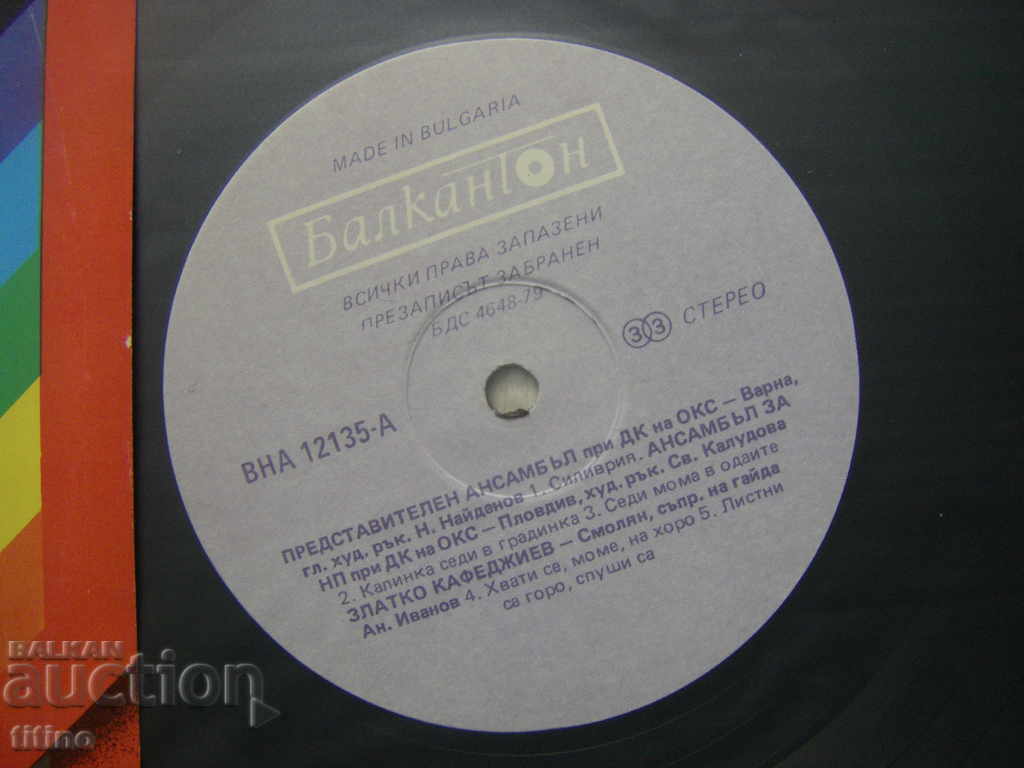 MADE IN BULGARIA
Балкантон
ВСИЧКИ ПРАВА ЗАПАЗЕНИ
ПРЕЗАПИСЪТ ЗАБРАНЕН
БДС 4648-79
33 СТЕРЕО
ВНА 12135-А
ПРЕДСТАВИТЕЛЕН АНСАМБЪЛ при ДК на ОКС – Варна,
гл. худ. рък. Н. Найданов 1. Силиврия. АНСАМБЪЛ ЗА
НП при ДК на ОКС – Пловдив, худ. рък. Св. Калудова
2. Калинка седи в градинка 3. Седи мома в одаите
ЗЛАТКО КАФЕДЖИЕВ – Смолян, съпр. на гайда
Ан. Иванов 4. Хвати се, моме, на хоро 5. Листни
са горо, спуши са
BALKAN
auction
titino